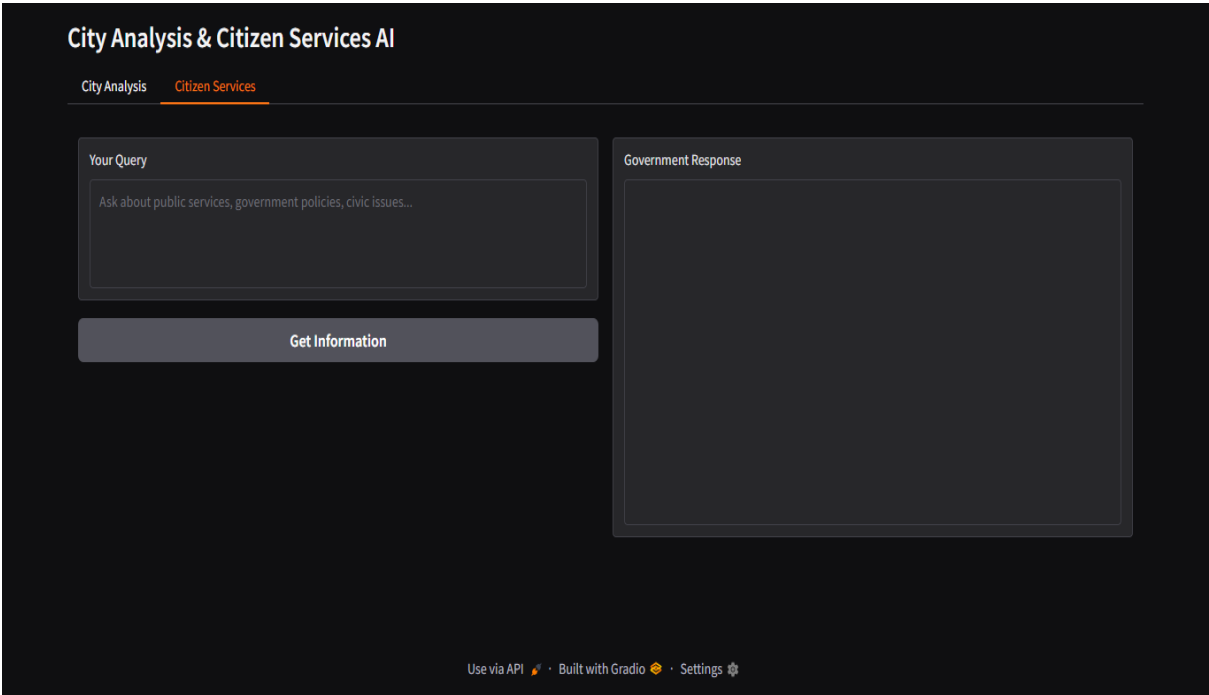 City Analysis & Citizen Services AI
City Analysis
Citizen Services
Your Query
Ask about public services, government policies, civic issues...
Get Information
Government Response
Use via API · Built with Gradio · Settings